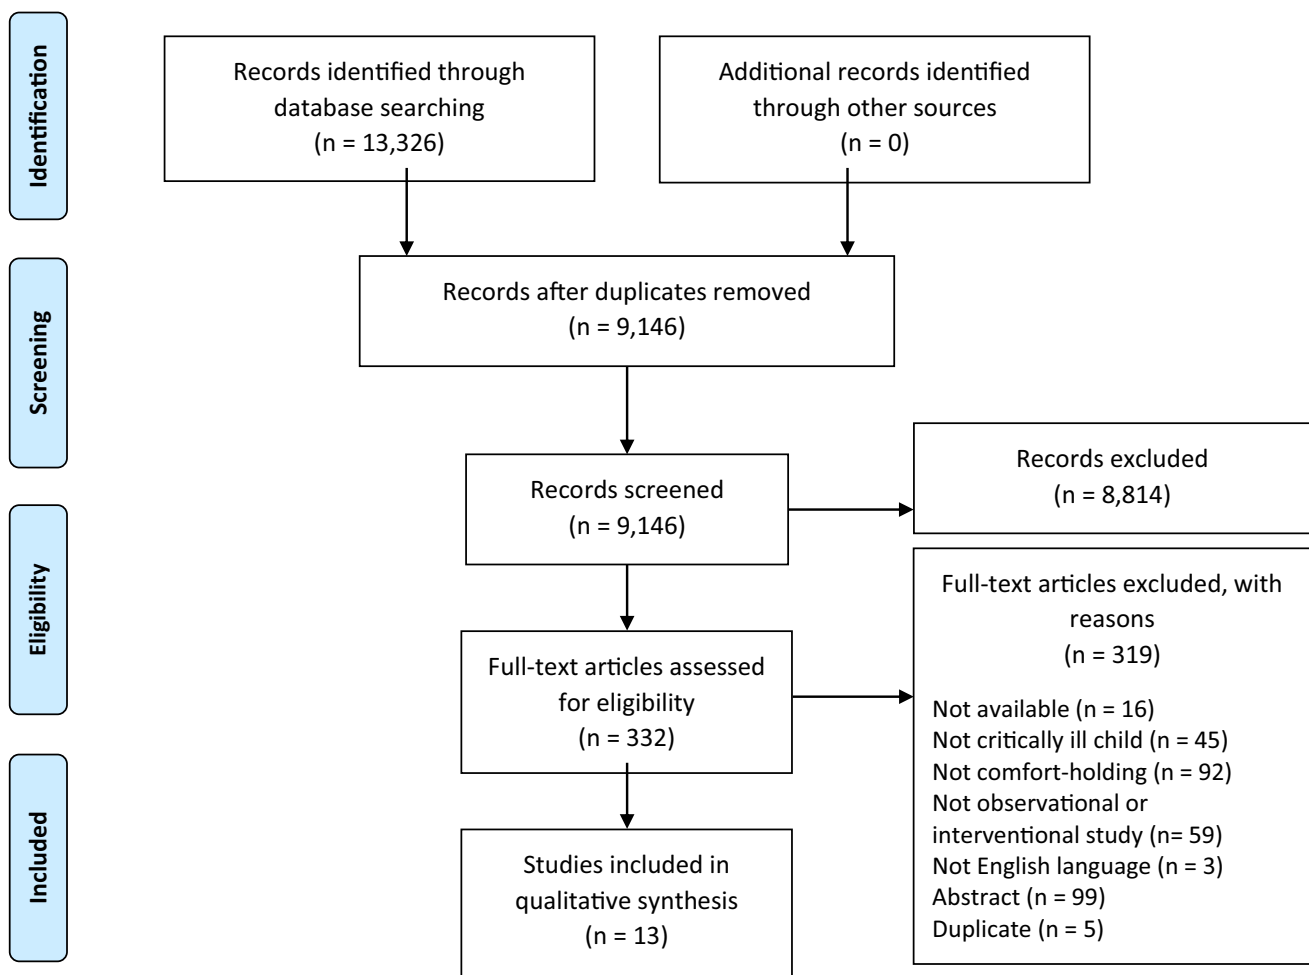 Identification
Records identified through
database searching
(n = 13,326)
Additional records identified
through other sources
(n = 0)
Screening
Records after duplicates removed
(n = 9,146)
Records screened
(n = 9,146)
Records excluded
(n = 8,814)
Eligibility
Full-text articles assessed
for eligibility
(n = 332)
Full-text articles excluded, with
reasons
(n = 319)
Not available (n = 16)
Not critically ill child (n = 45)
Not comfort-holding (n = 92)
Not observational or
interventional study (n= 59)
Not English language (n = 3)
Abstract (n = 99)
Duplicate (n = 5)
Included
Studies included in
qualitative synthesis
(n = 13)